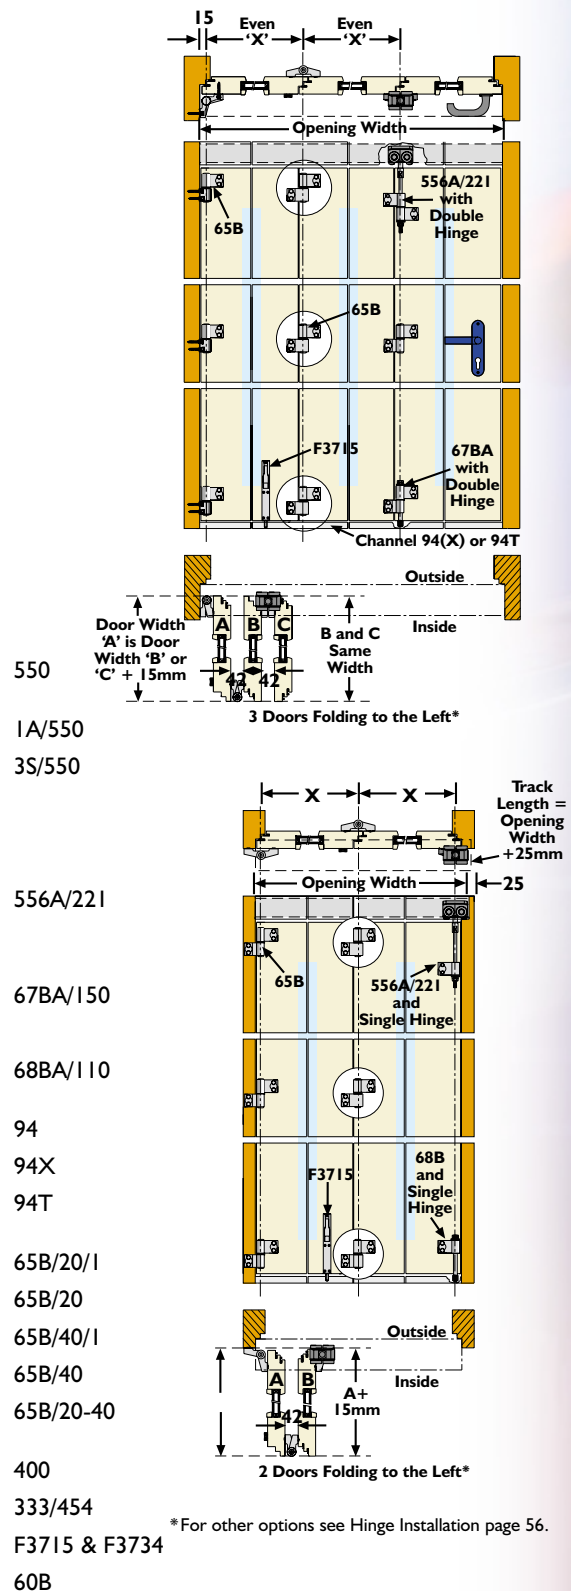 15
Even
‘X’
Even
‘X’
Opening Width
556A/221
with
Double
Hinge
65B
65B
F3715
67BA
with
Double
Hinge
Channel 94(X) or 94T
Outside
Inside
Door Width
‘A’ is Door
Width ‘B’ or
‘C’ + 15mm
A
B
C
B and C
Same
Width
42
42
3 Doors Folding to the Left*
550
1A/550
3S/550
X
X
Track
Length =
Opening
Width
+25mm
Opening Width
25
65B
556A/221
and
Single Hinge
F3715
68B
and
Single
Hinge
Outside
Inside
A
B
A+
15mm
42
2 Doors Folding to the Left*
556A/221
67BA/150
68BA/110
94
94X
94T
65B/20/1
65B/20
65B/40/1
65B/40
65B/20-40
400
333/454
F3715 & F3734
60B
*For other options see Hinge Installation page 56.